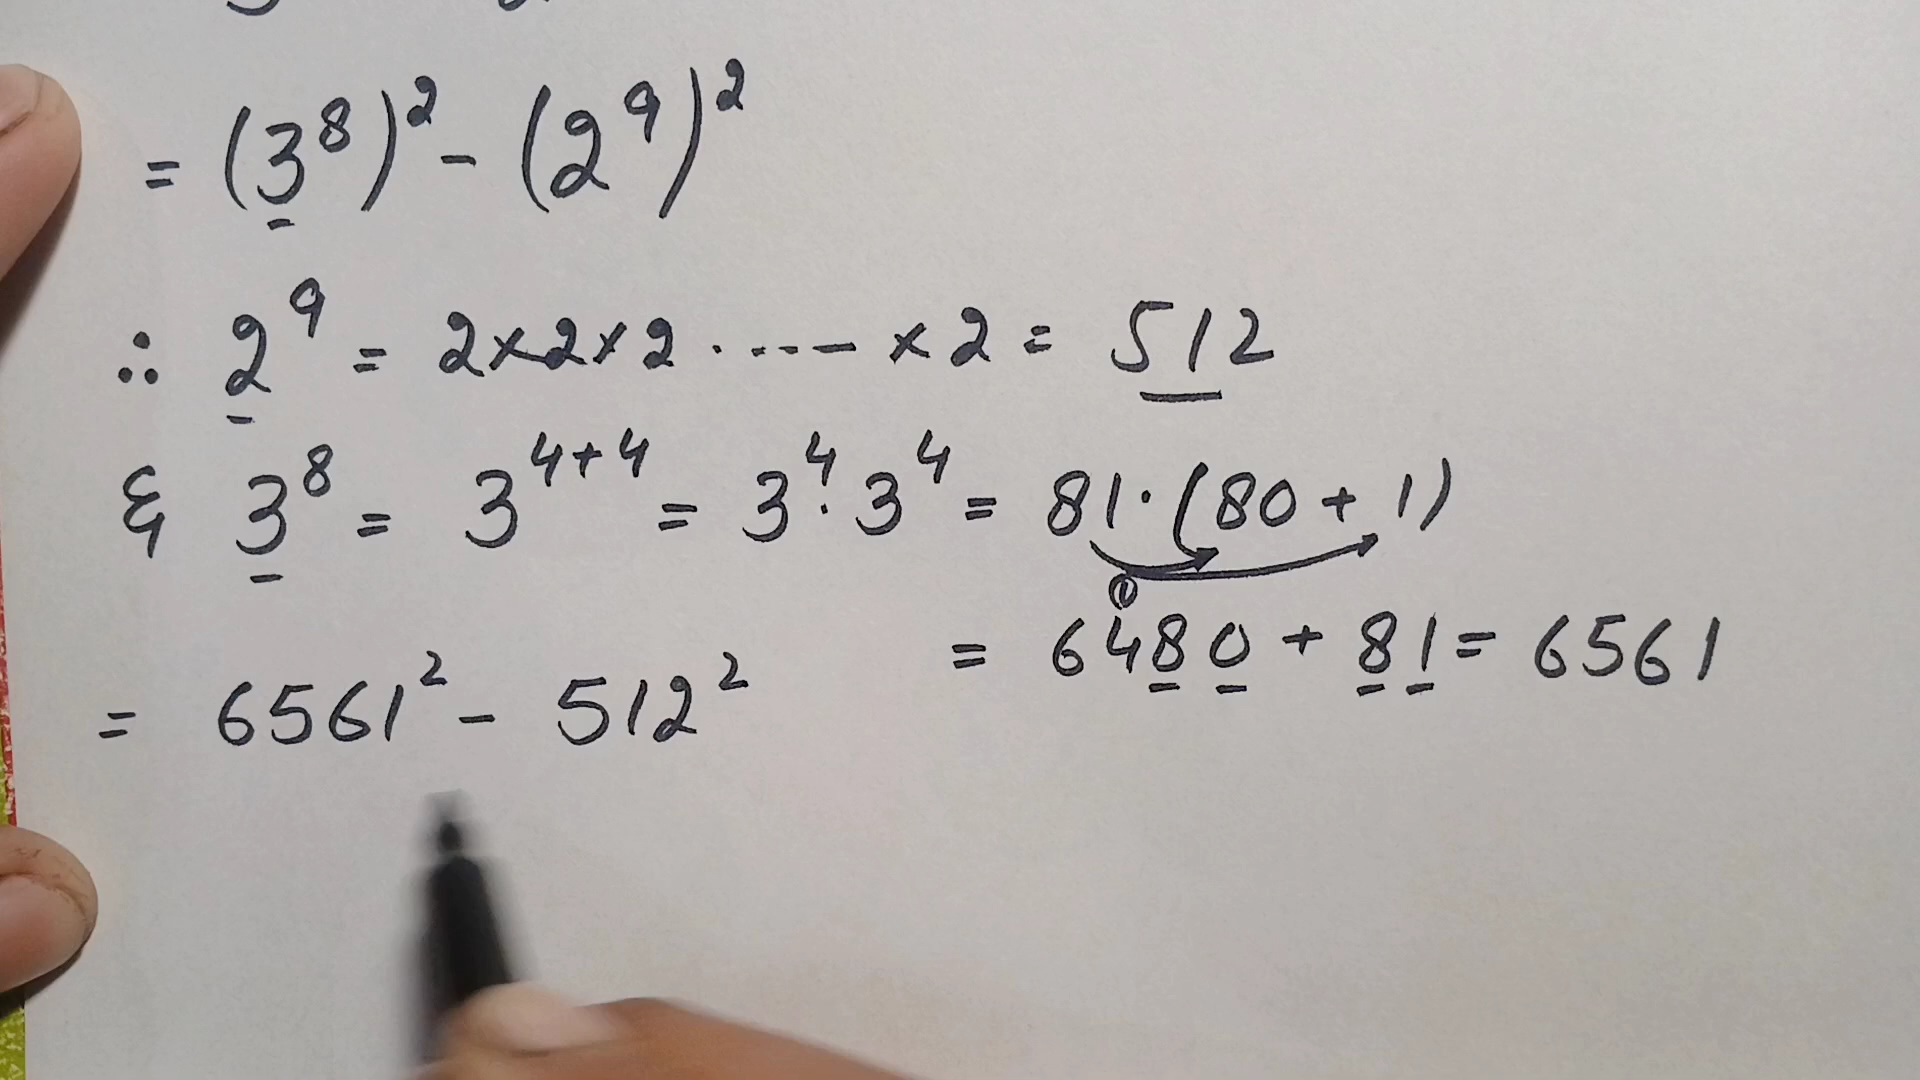 = (3⁸)² - (2⁹)²
∴ 2⁹ = 2×2×2 ..---- ×2 = 512
& 3⁸ = 3⁴⁺⁴ = 3⁴·3⁴ = 81·(80 + 1)
①
= 6480 + 81 = 6561
= 6561² - 512²